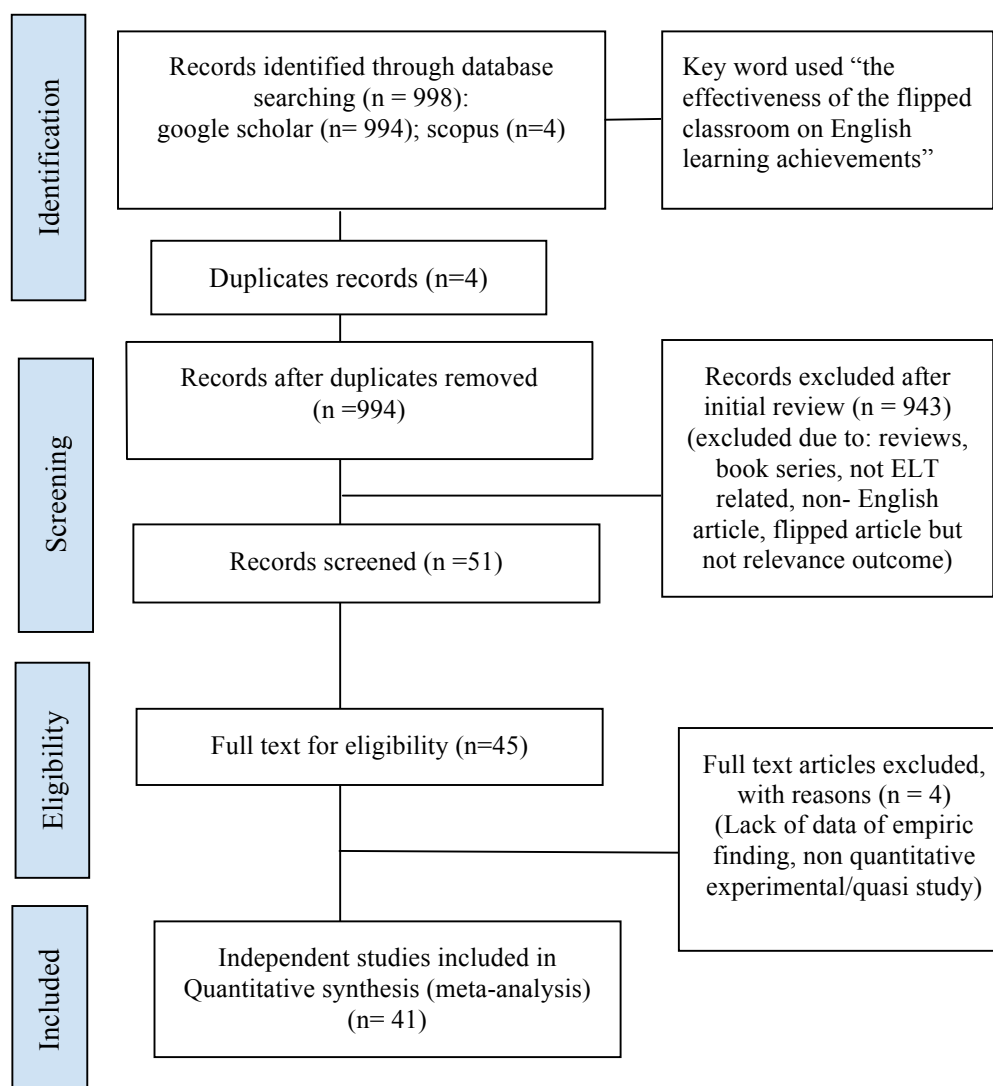 Identification
Records identified through database
searching (n = 998):
google scholar (n= 994); scopus (n=4)
Key word used “the
effectiveness of the flipped
classroom on English
learning achievements”
Duplicates records (n=4)
Screening
Records after duplicates removed
(n =994)
Records excluded after
initial review (n = 943)
(excluded due to: reviews,
book series, not ELT
related, non- English
article, flipped article but
not relevance outcome)
Records screened (n =51)
Eligibility
Full text for eligibility (n=45)
Full text articles excluded,
with reasons (n = 4)
(Lack of data of empiric
finding, non quantitative
experimental/quasi study)
Included
Independent studies included in
Quantitative synthesis (meta-analysis)
(n= 41)